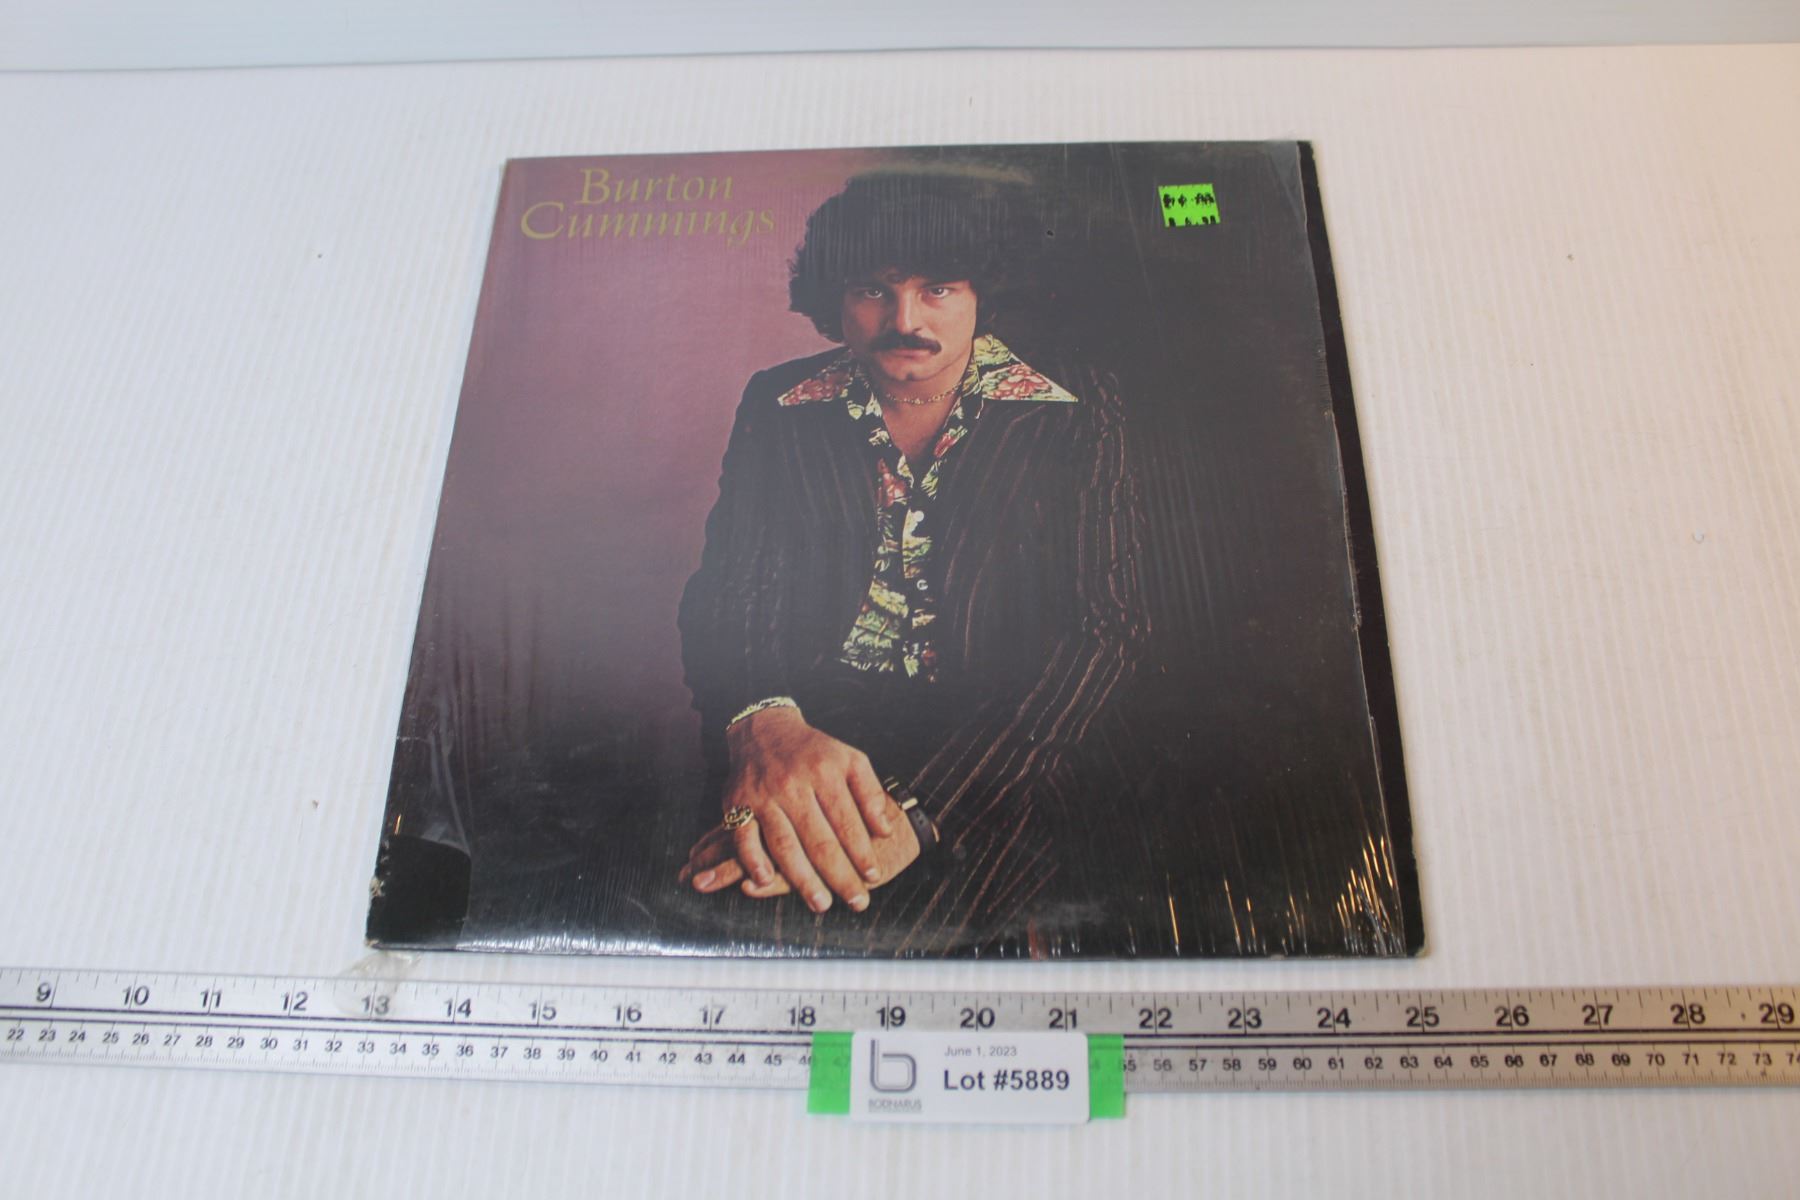 Burton
Cummings
9 10 11 12 13 14 15 16 17 18 19 20 21 22 23 24 25 26 27 28 29
22 23 24 25 26 27 28 29 30 31 32 33 34 35 36 37 38 39 40 41 42 43 44 45 55 56 57 58 59 60 61 62 63 64 65 66 67 68 69 70 71 72 73
June 1, 2023
Lot #5889
BODNARUS